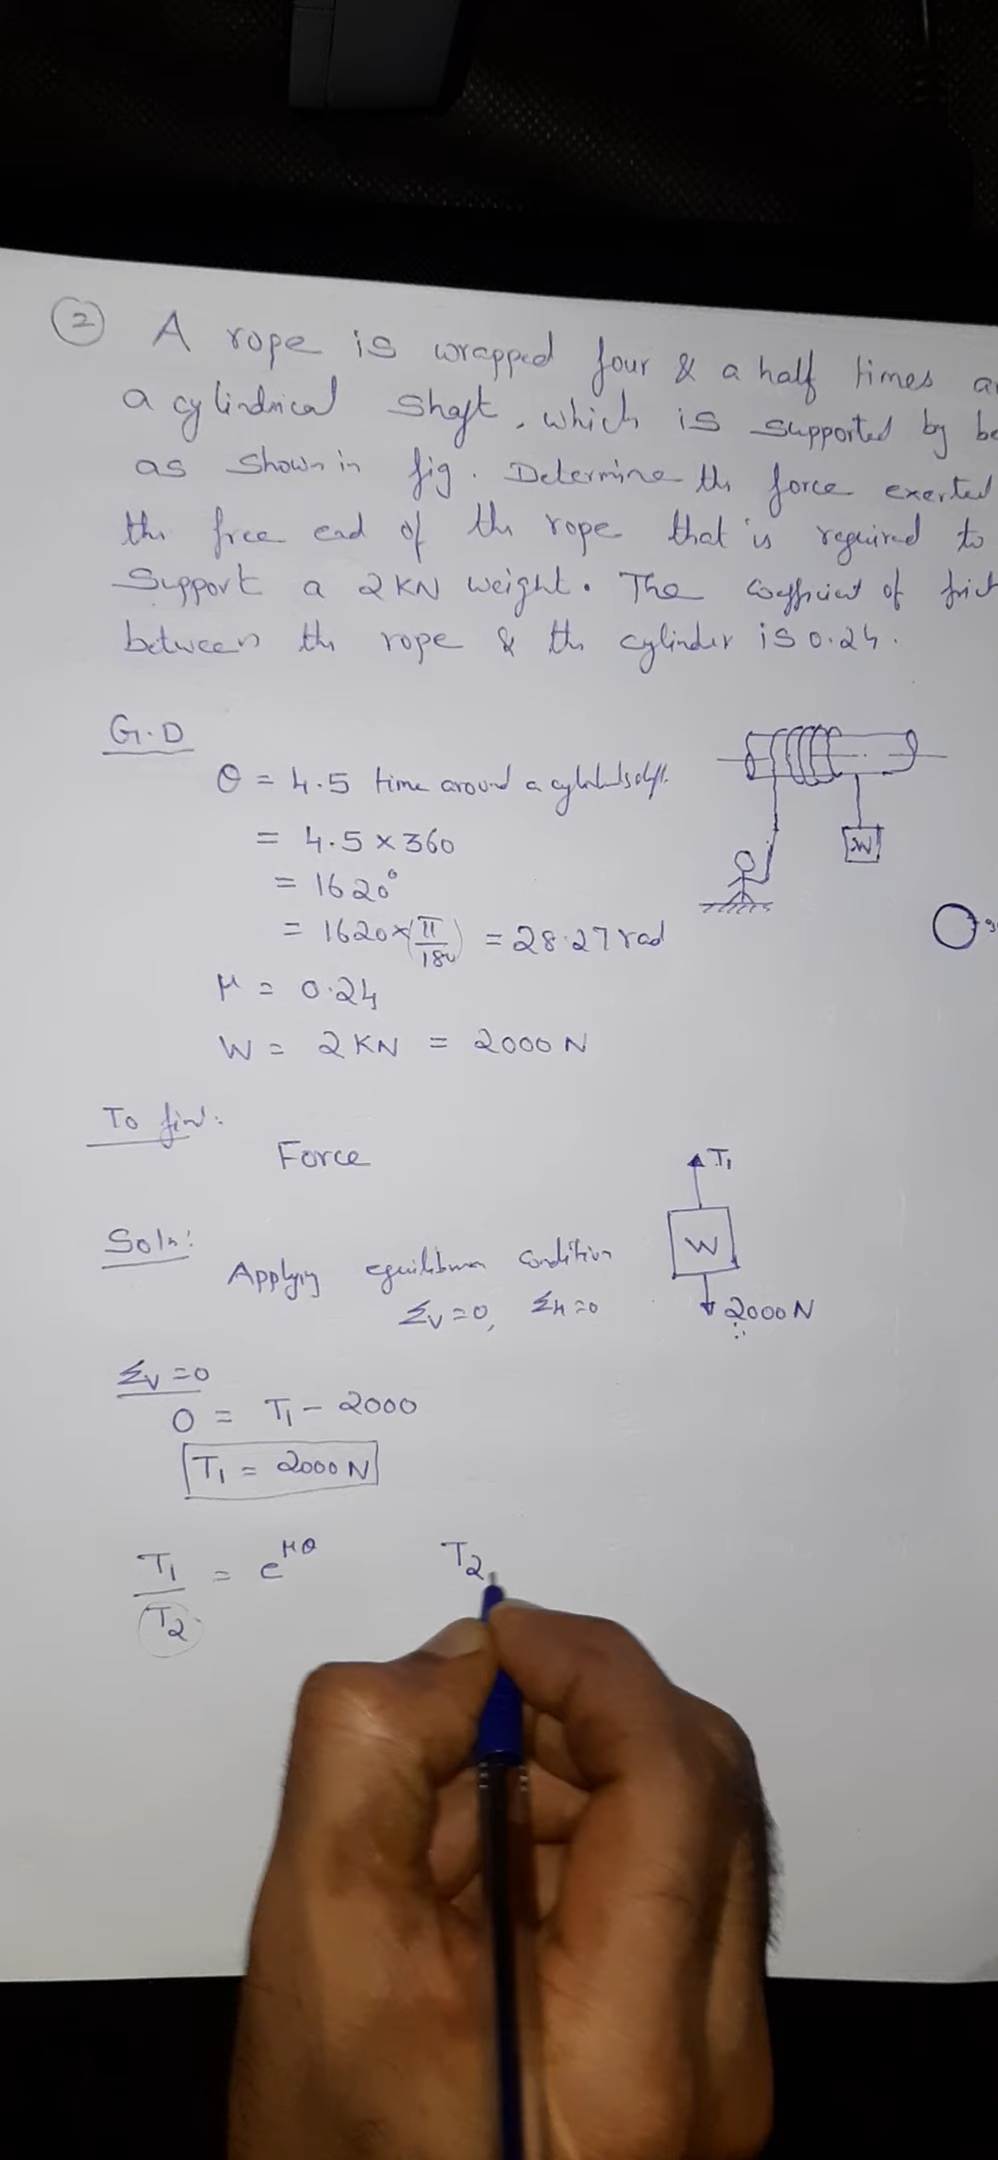 2 A rope is wrapped four & a half times
a cylindrical shaft, which is supported by
as shown in fig. Determine the force exerted
the free end of the rope that is required to
Support a 2 KN weight. The coefficient of
between the rope & the cylinder is 0.24.
G.D
θ = 4.5 time around a
= 4.5 × 360
= 1620°
= 1620 × (π/180) = 28.27 rad
μ = 0.24
W = 2 KN = 2000 N
W
To find:
Force
T1
W
2000 N
Soln:
Applying equilibrium condition
Σv = 0, ΣH = 0
Σv = 0
0 = T1 - 2000
T1 = 2000 N
T1/T2 = e^μθ T2